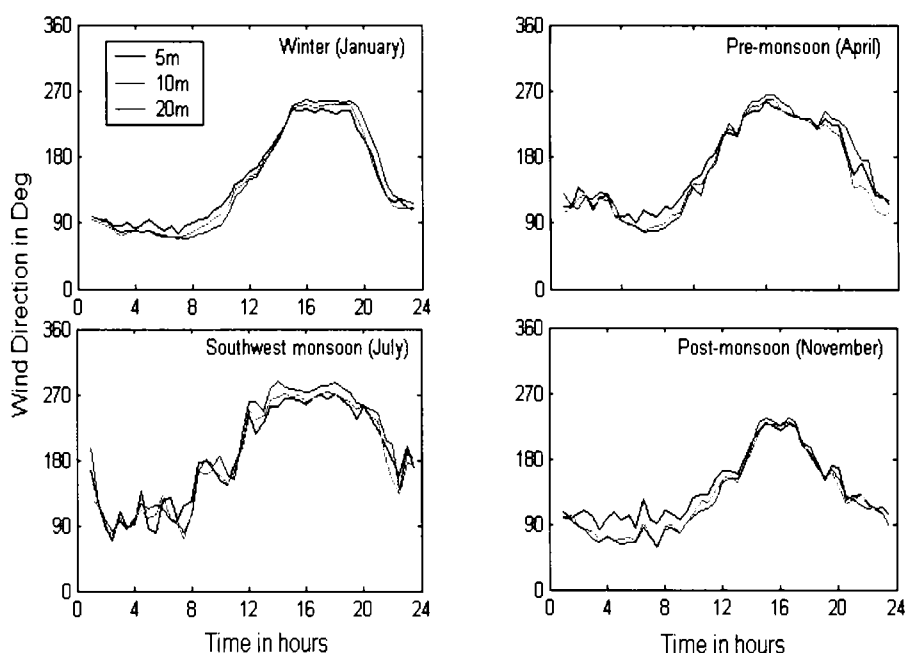 Wind Direction in Deg
360
270
180
90
0
Winter (January)
5m
10m
20m
0 4 8 12 16 20 24
360
270
180
90
0
Pre-monsoon (April)
360
270
180
90
0
Southwest monsoon (July)
0 4 8 12 16 20 24
Time in hours
360
270
180
90
0
Post-monsoon (November)
0 4 8 12 16 20 24
Time in hours